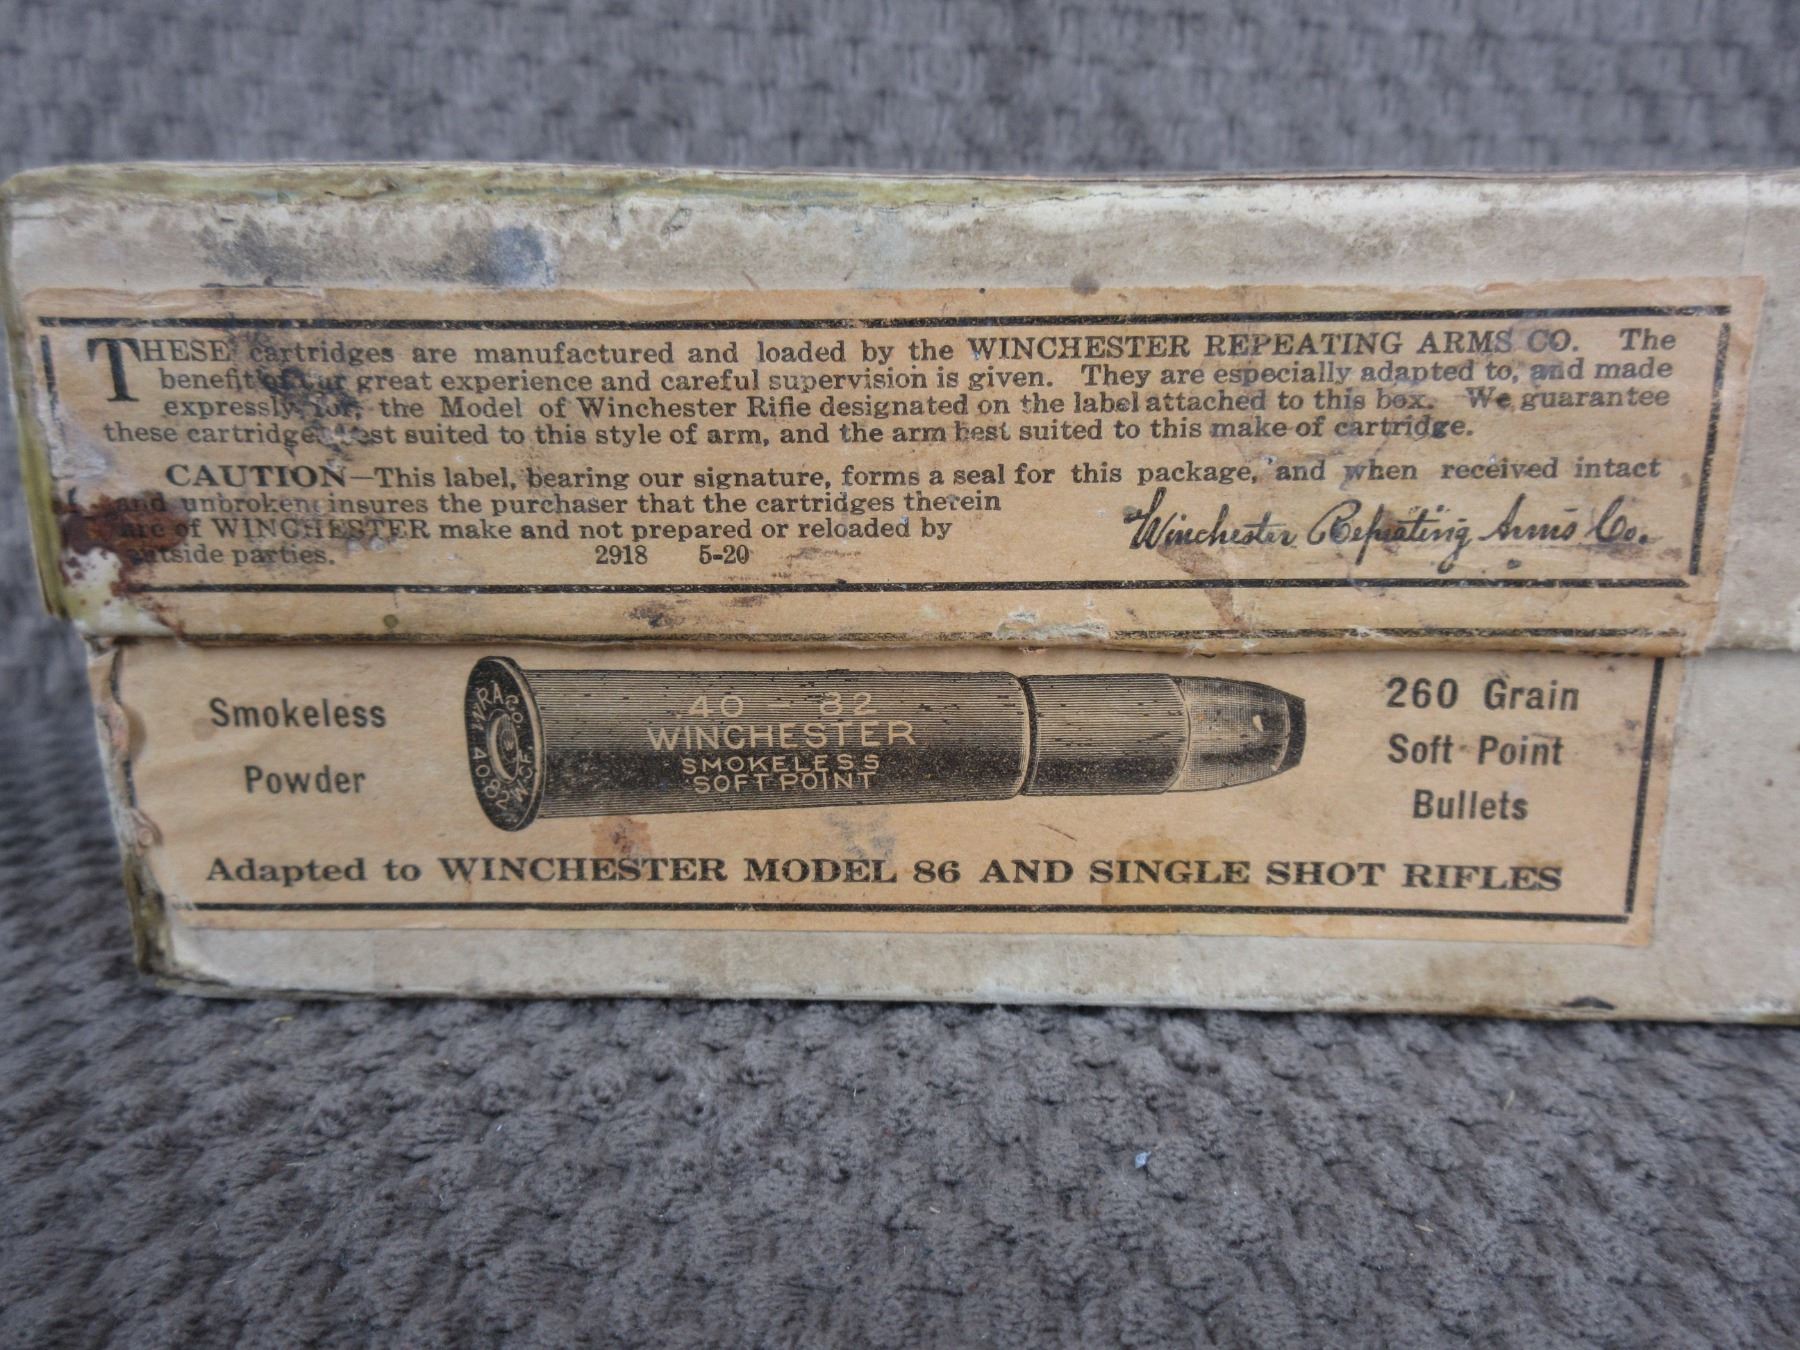 THESE cartridges are manufactured and loaded by the WINCHESTER REPEATING ARMS CO. The
benefit of our great experience and careful supervision is given. They are especially adapted to, and made
expressly for, the Model of Winchester Rifle designated on the label attached to this box. We guarantee
these cartridges best suited to this style of arm, and the arm best suited to this make of cartridge.
CAUTION—This label, bearing our signature, forms a seal for this package, and when received intact
and unbroken insures the purchaser that the cartridges therein
are of WINCHESTER make and not prepared or reloaded by
outside parties. 2918 5-20
Winchester Repeating Arms Co.
Smokeless
Powder
W.R.A. CO.
W.C.F.
40-82
.40 - 82
WINCHESTER
SMOKELESS
SOFT POINT
260 Grain
Soft Point
Bullets
Adapted to WINCHESTER MODEL 86 AND SINGLE SHOT RIFLES